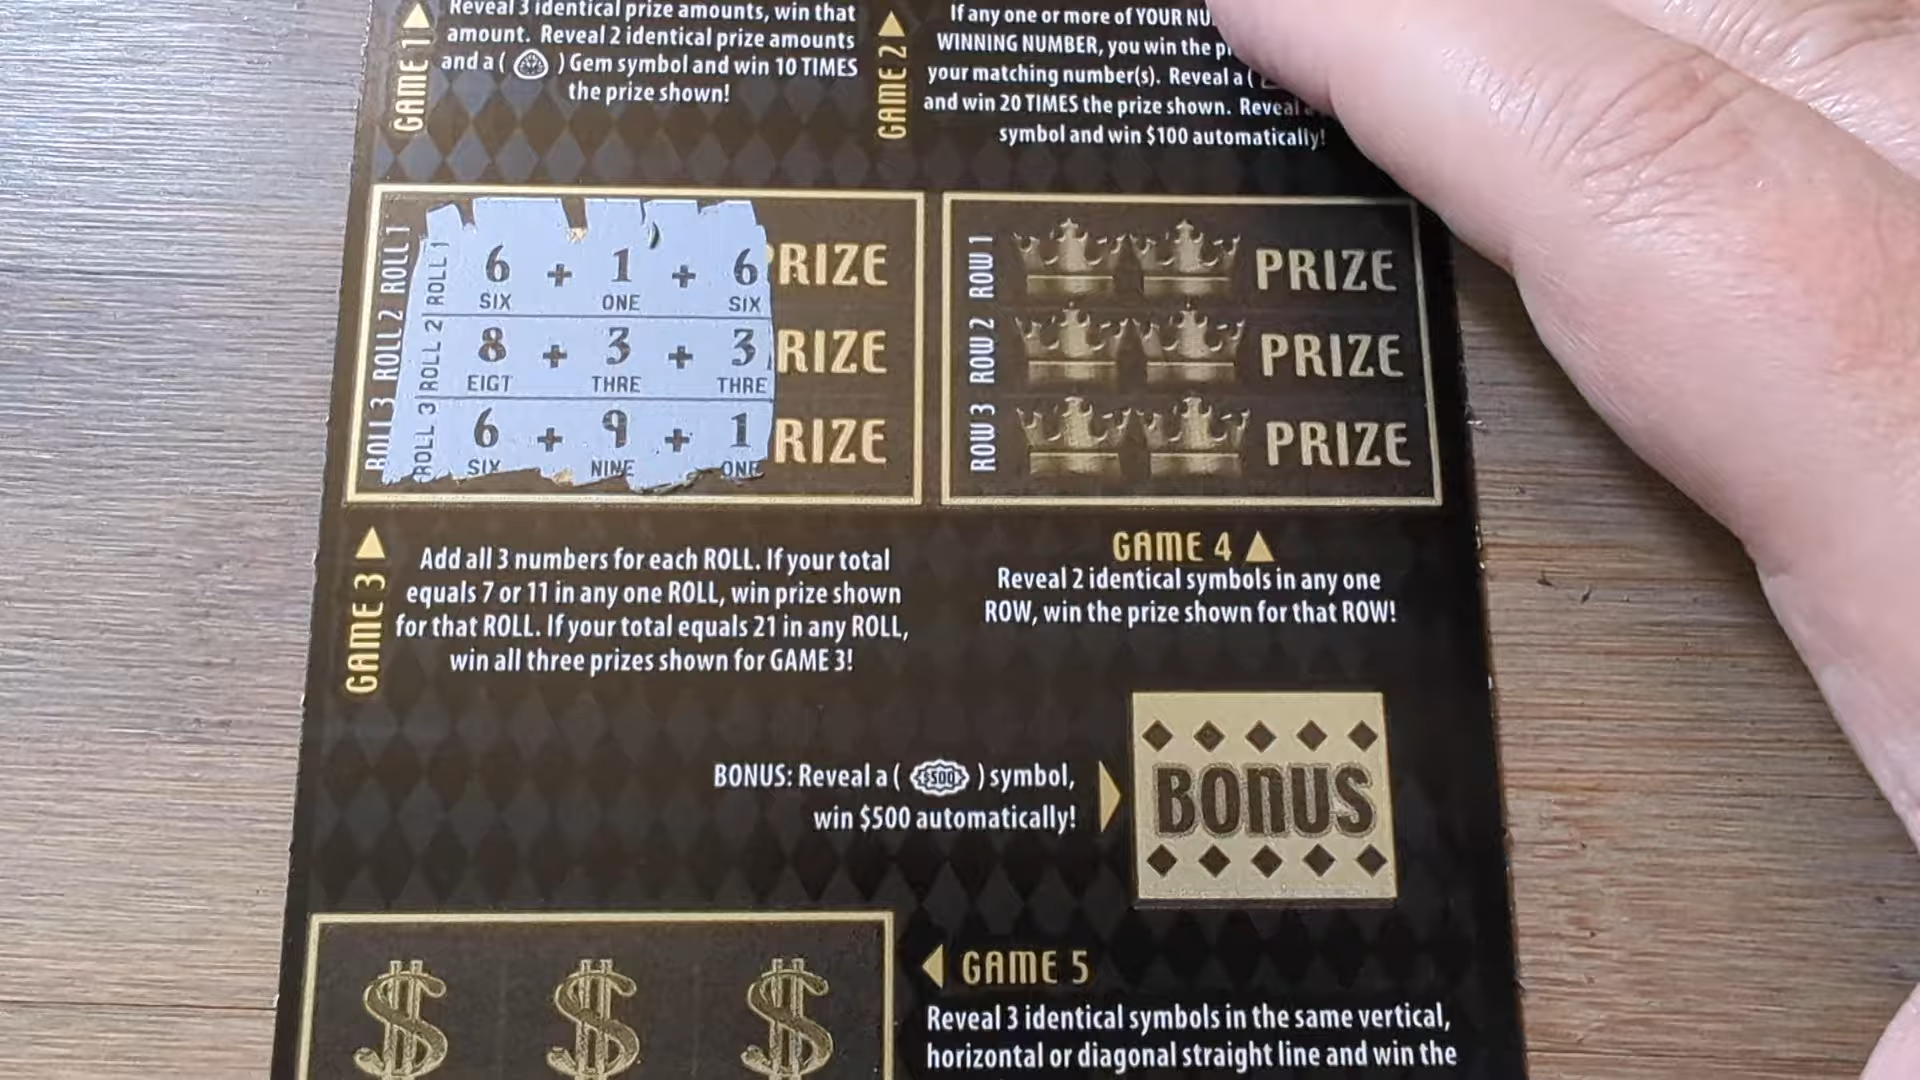 Reveal 3 identical prize amounts, win that
amount. Reveal 2 identical prize amounts
and a ( ) Gem symbol and win 10 TIMES
the prize shown!
GAME 1
If any one or more of YOUR
WINNING NUMBER, you win the
your matching number(s). Reveal a (
and win 20 TIMES the prize shown. Reveal
symbol and win $100 automatically!
GAME 2
ROLL 1
ROLL 1
6 + 1 + 6
SIX ONE SIX
PRIZE
ROLL 2
ROLL 2
8 + 3 + 3
EIGT THRE THRE
RIZE
ROLL 3
ROLL 3
6 + 9 + 1
SIX NINE ONE
RIZE
ROW 1
PRIZE
ROW 2
PRIZE
ROW 3
PRIZE
GAME 3
Add all 3 numbers for each ROLL. If your total
equals 7 or 11 in any one ROLL, win prize shown
for that ROLL. If your total equals 21 in any ROLL,
win all three prizes shown for GAME 3!
GAME 4
Reveal 2 identical symbols in any one
ROW, win the prize shown for that ROW!
BONUS: Reveal a ( $500 ) symbol,
win $500 automatically!
BONUS
$ $ $
GAME 5
Reveal 3 identical symbols in the same vertical,
horizontal or diagonal straight line and win the